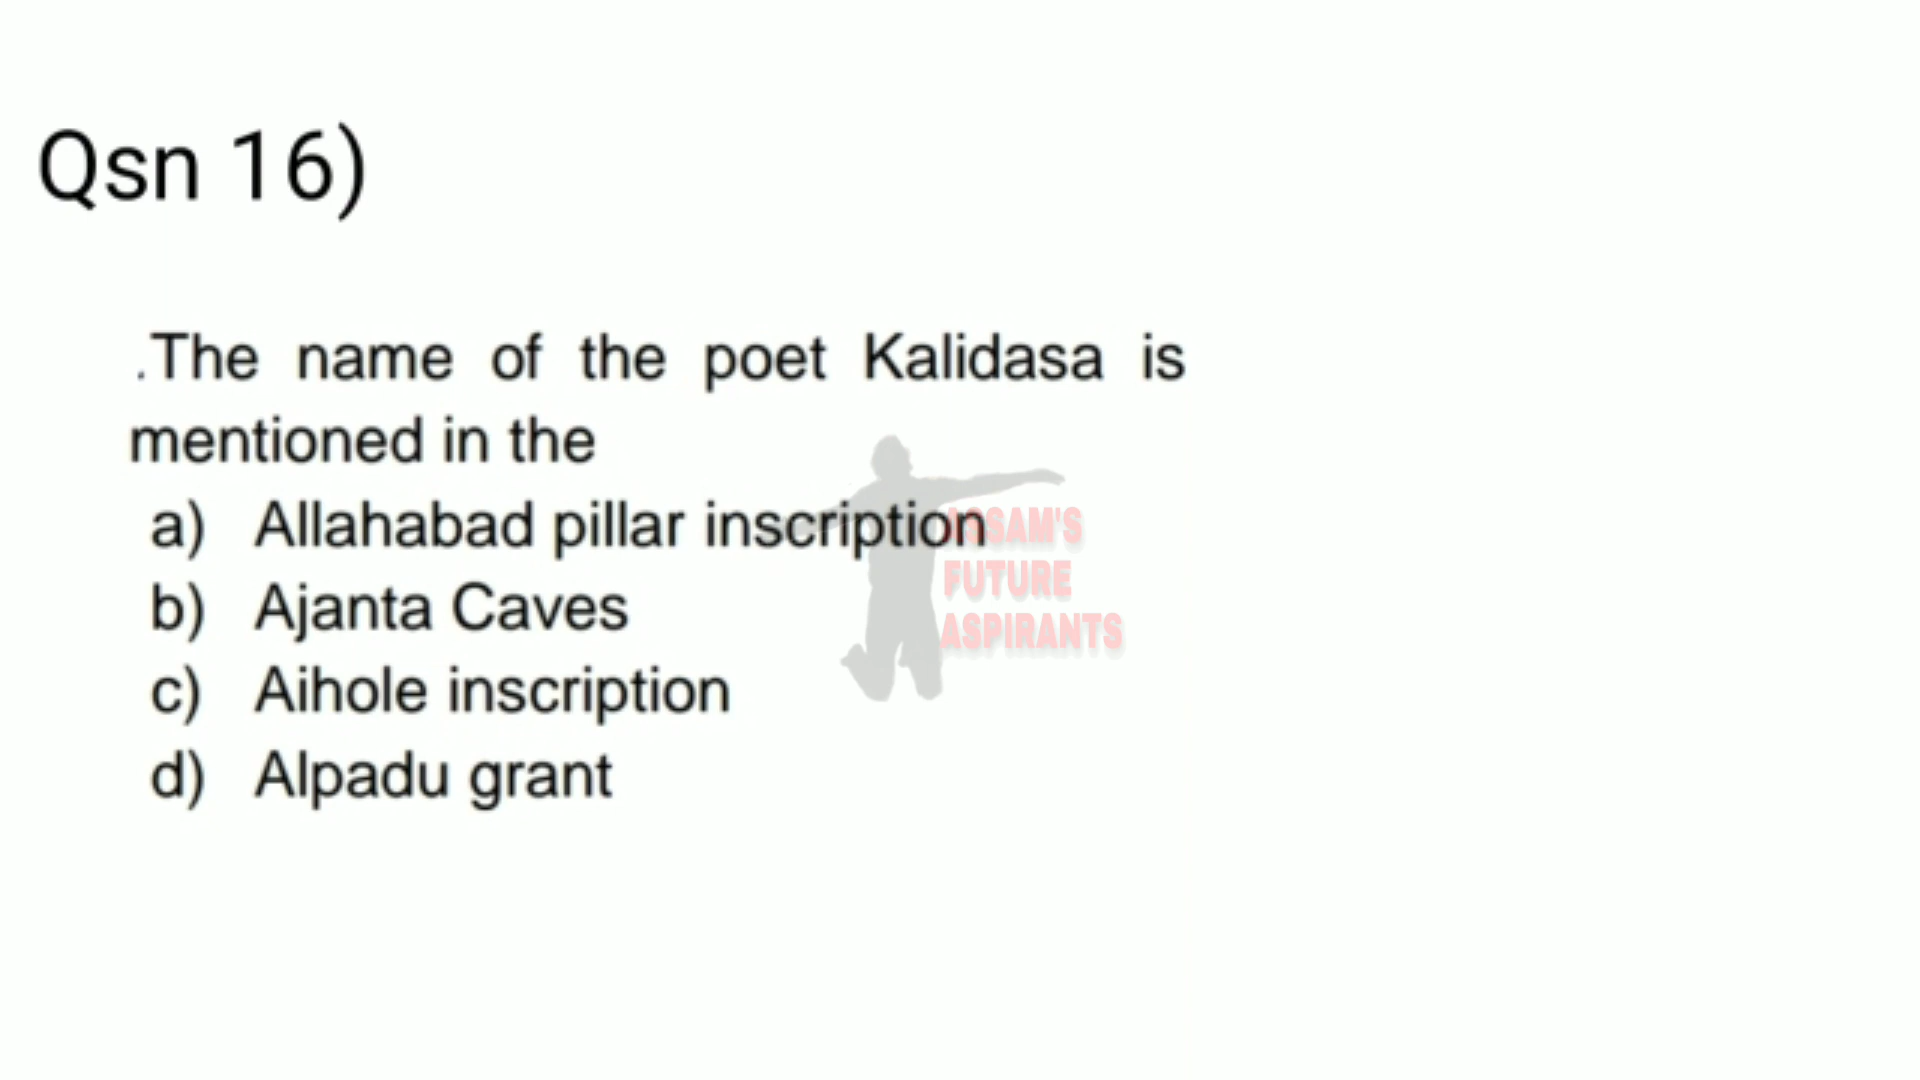 Qsn 16)
.The name of the poet Kalidasa is
mentioned in the
a) Allahabad pillar inscription
b) Ajanta Caves
c) Aihole inscription
d) Alpadu grant
ASSAM'S
FUTURE
ASPIRANTS